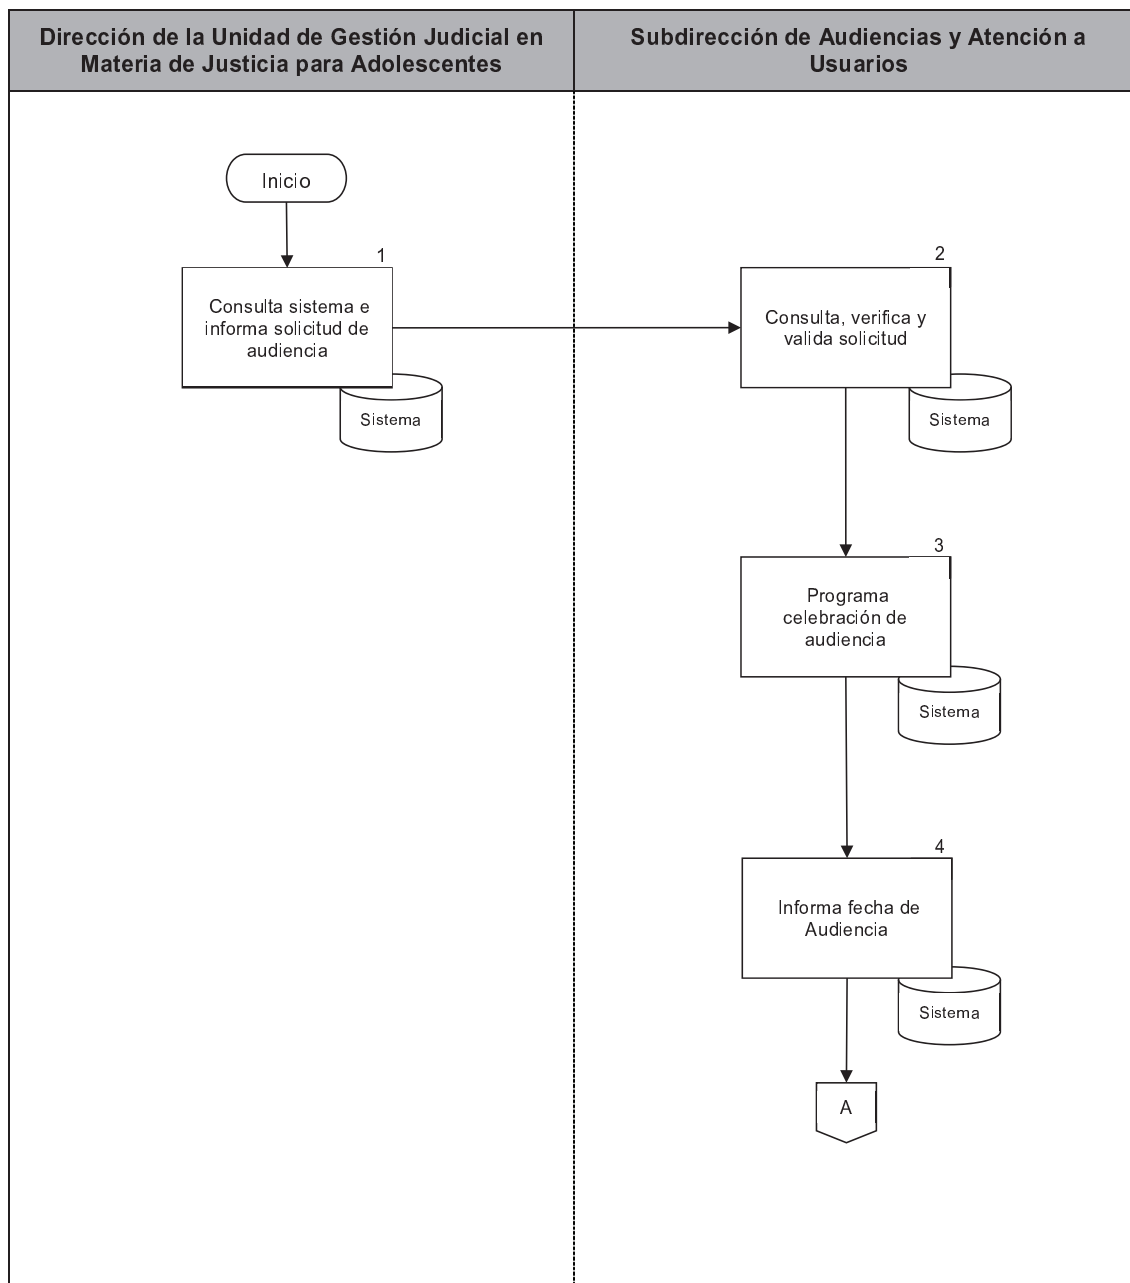 Dirección de la Unidad de Gestión Judicial en
Materia de Justicia para Adolescentes
Subdirección de Audiencias y Atención a
Usuarios
Inicio
1
Consulta sistema e
informa solicitud de
audiencia
Sistema
2
Consulta, verifica y
valida solicitud
Sistema
3
Programa
celebración de
audiencia
Sistema
4
Informa fecha de
Audiencia
Sistema
A